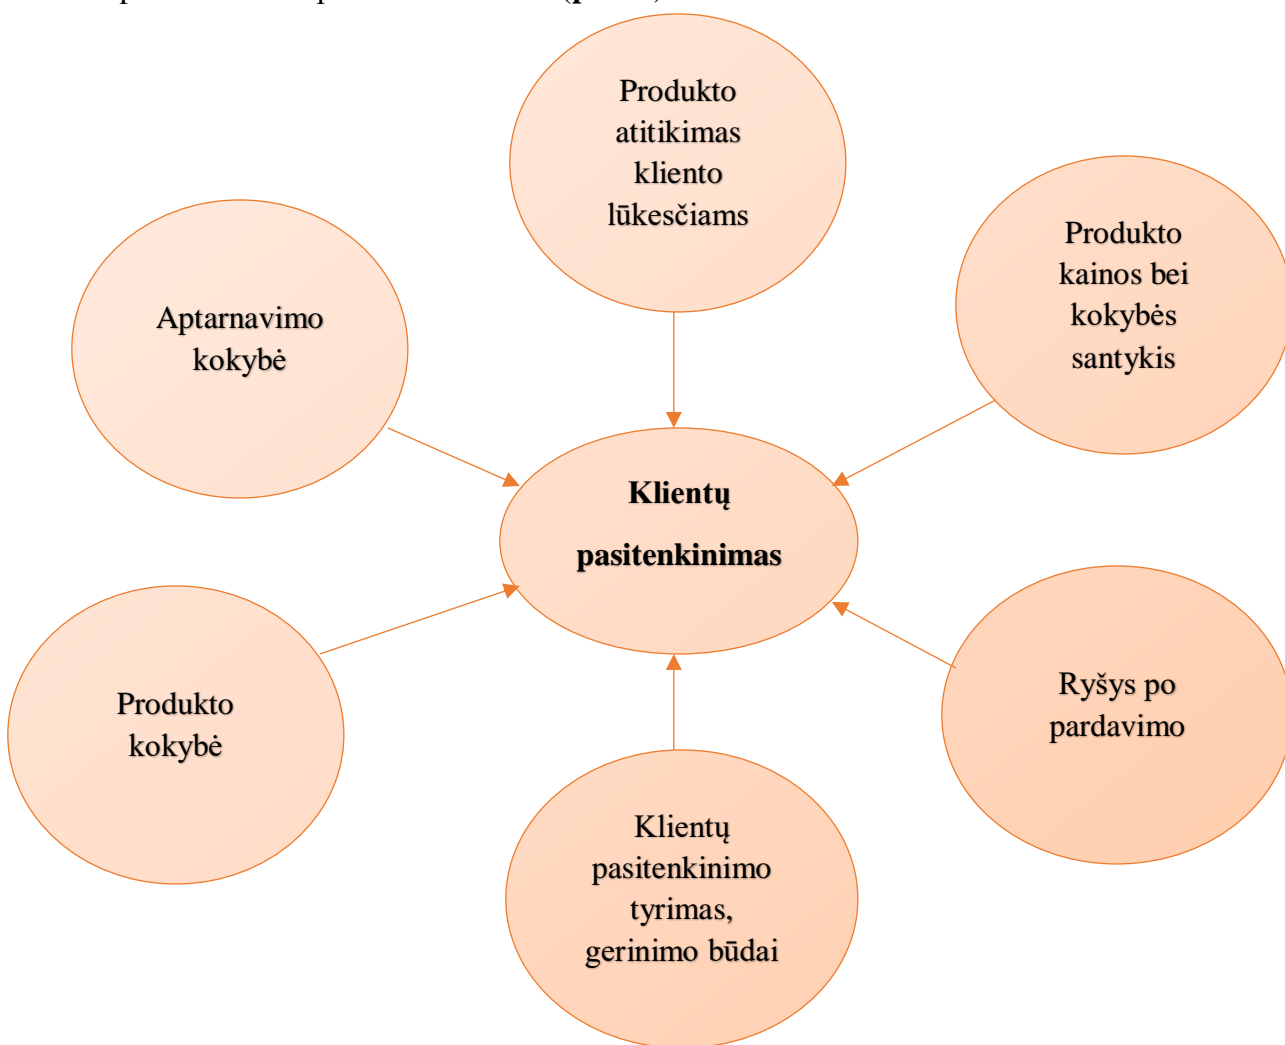 Produkto
atitikimas
kliento
lūkesčiams
Produkto
kainos bei
kokybės
santykis
Aptarnavimo
kokybė
Klientų
pasitenkinimas
Produkto
kokybė
Ryšys po
pardavimo
Klientų
pasitenkinimo
tyrimas,
gerinimo būdai